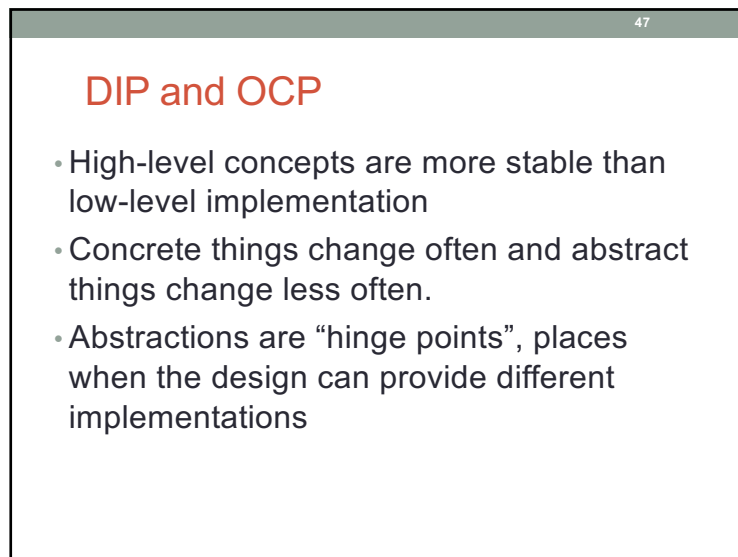 47
DIP and OCP
• High-level concepts are more stable than
low-level implementation
• Concrete things change often and abstract
things change less often.
• Abstractions are “hinge points”, places
when the design can provide different
implementations